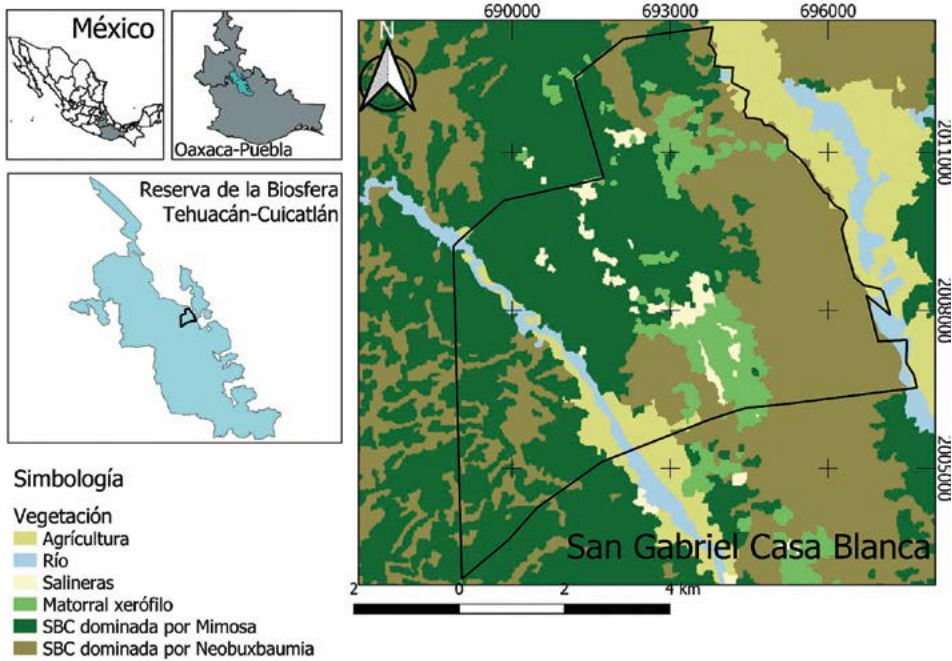 México
Oaxaca-Puebla
Reserva de la Biosfera
Tehuacán-Cuicatlán
Simbología
Vegetación
Agrícultura
Río
Salineras
Matorral xerófilo
SBC dominada por Mimosa
SBC dominada por Neobuxbaumia
690000
693000
696000
N
2011000
2008000
2005000
San Gabriel Casa Blanca
2
0
2
4 km